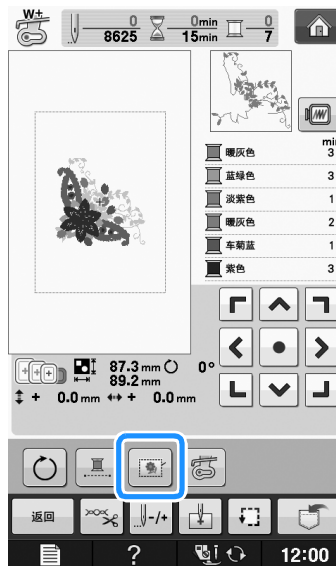 W+
0 0min 0
8625 15min 7
min
暖灰色 3
蓝绿色 3
淡紫色 1
暖灰色 2
车菊蓝 1
紫色 3
87.3 mm 0°
89.2 mm
+ 0.0 mm + 0.0 mm
返回 -/+
? 12:00